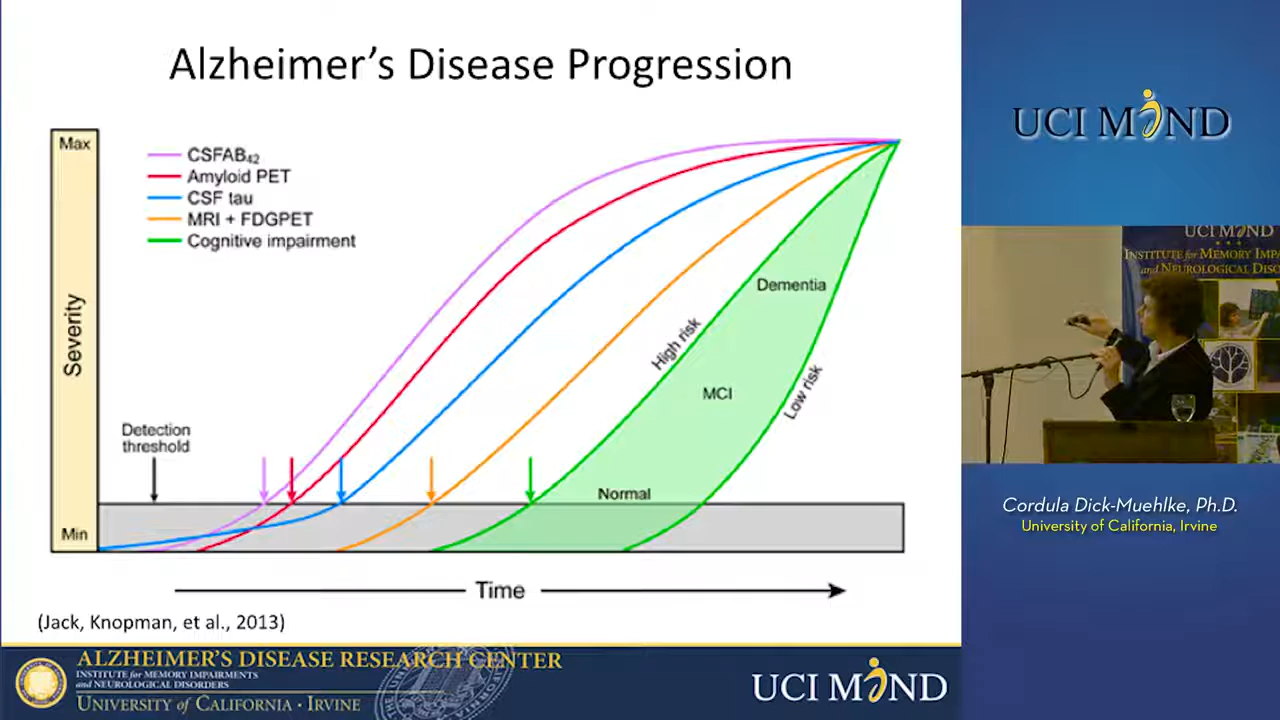 Alzheimer's Disease Progression
Max
CSFAB42
Amyloid PET
CSF tau
MRI + FDGPET
Cognitive impairment
Severity
Detection
threshold
Min
High risk
Dementia
MCI
Low risk
Normal
Time
(Jack, Knopman, et al., 2013)
ALZHEIMER'S DISEASE RESEARCH CENTER
INSTITUTE for MEMORY IMPAIRMENTS
and NEUROLOGICAL DISORDERS
UNIVERSITY of CALIFORNIA · IRVINE
UCI MIND
UCI MIND
UCI MIND
INSTITUTE for MEMORY IMPA
and NEUROLOGICAL DISO
Cordula Dick-Muehlke, Ph.D.
University of California, Irvine